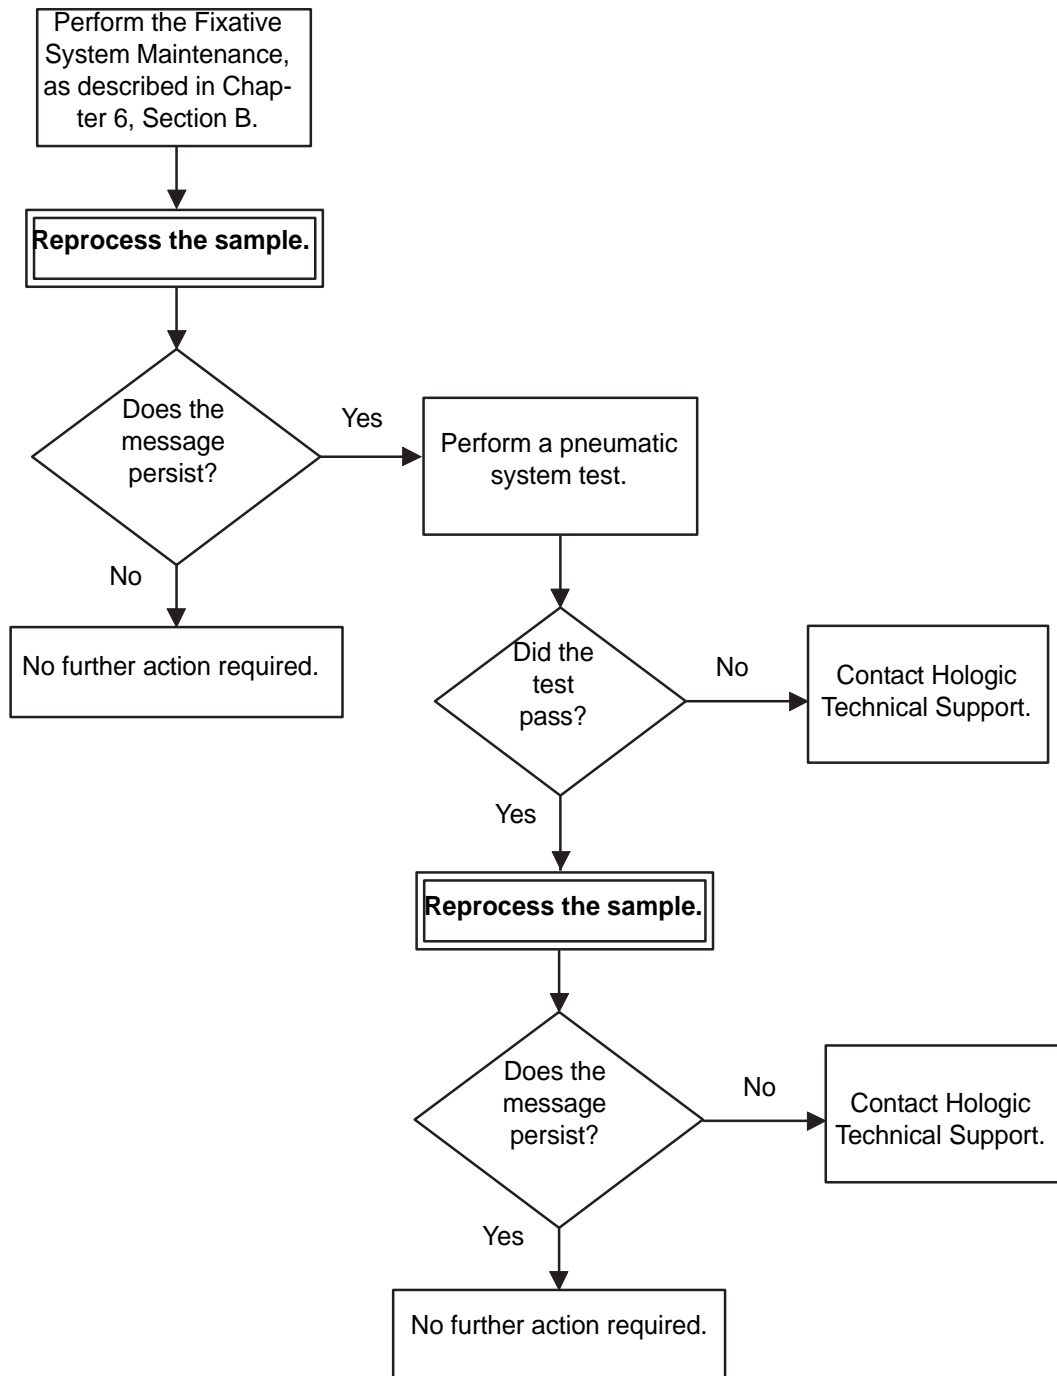 Perform the Fixative
System Maintenance,
as described in Chap-
ter 6, Section B.
Reprocess the sample.
Does the
message
persist?
Yes
Perform a pneumatic
system test.
No
No further action required.
Did the
test
pass?
No
Contact Hologic
Technical Support.
Yes
Reprocess the sample.
Does the
message
persist?
No
Contact Hologic
Technical Support.
Yes
No further action required.